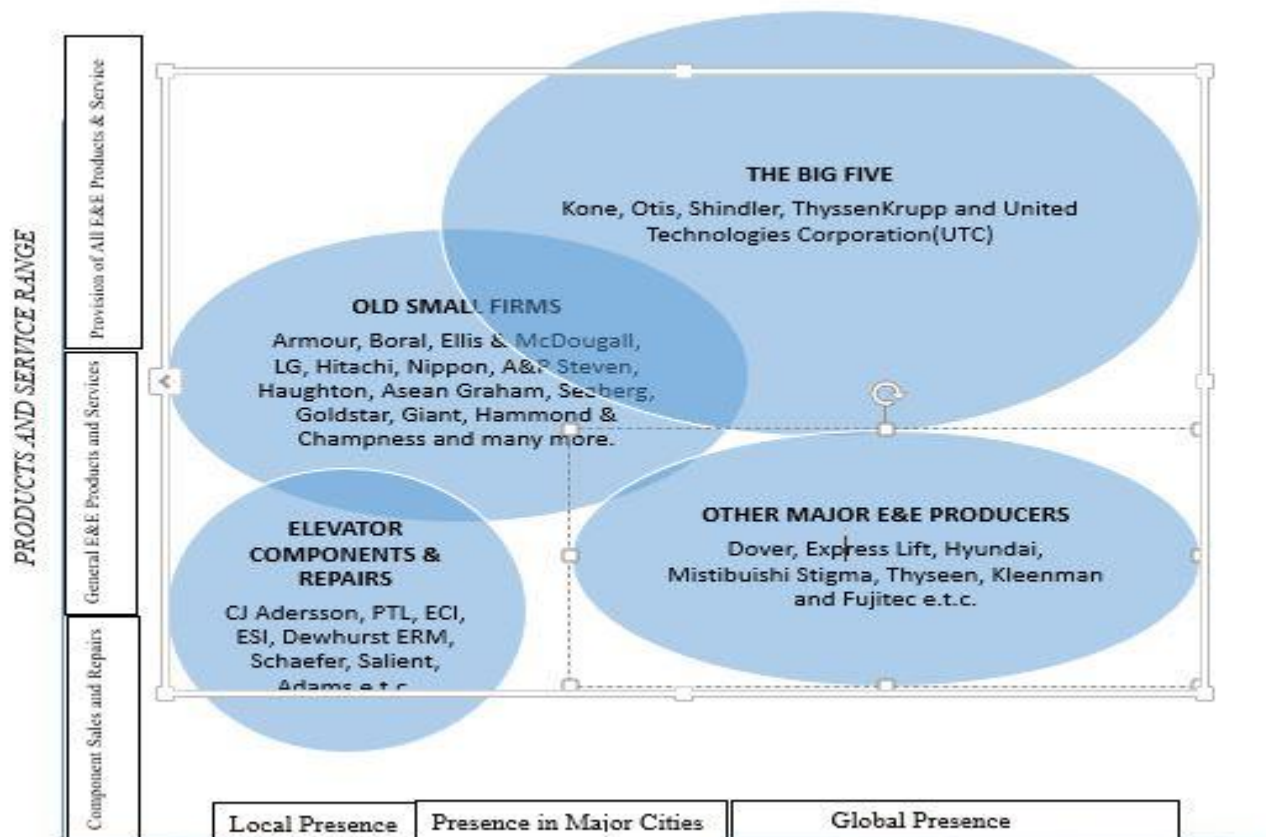 PRODUCTS AND SERVICE RANGE
Provision of All E&E Products & Service
General E&E Products and Services
Component Sales and Repairs
THE BIG FIVE
Kone, Otis, Shindler, ThyssenKrupp and United
Technologies Corporation(UTC)
OLD SMALL FIRMS
Armour, Boral, Ellis & McDougall,
LG, Hitachi, Nippon, A&P Steven,
Haughton, Asean Graham, Seaberg,
Goldstar, Giant, Hammond &
Champness and many more.
ELEVATOR
COMPONENTS &
REPAIRS
CJ Adersson, PTL, ECI,
ESI, Dewhurst ERM,
Schaefer, Salient,
Adams e.t.c
OTHER MAJOR E&E PRODUCERS
Dover, Express Lift, Hyundai,
Mistibuishi Stigma, Thyseen, Kleenman
and Fujitec e.t.c.
Local Presence
Presence in Major Cities
Global Presence